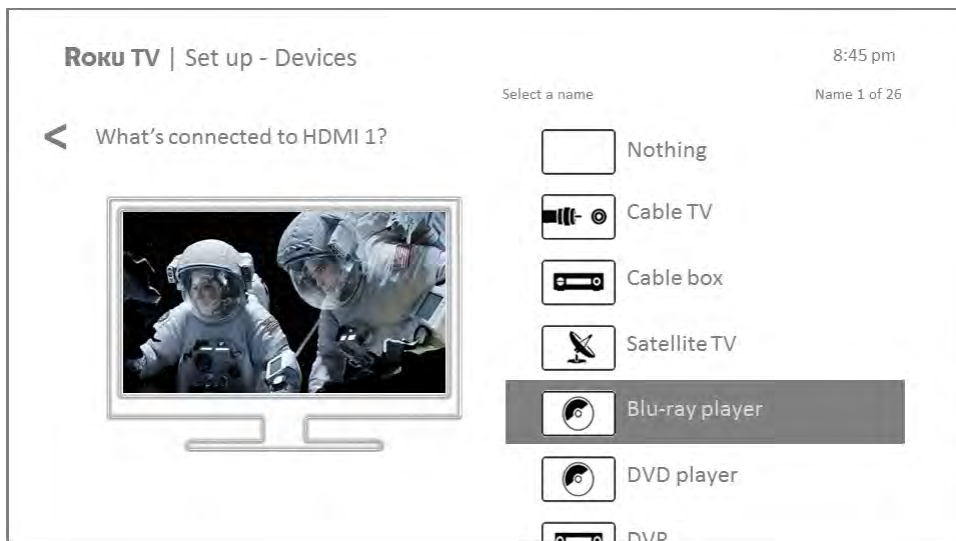 ROKU TV | Set up - Devices
8:45 pm
Select a name
Name 1 of 26
< What's connected to HDMI 1?
Nothing
Cable TV
Cable box
Satellite TV
Blu-ray player
DVD player
DVR